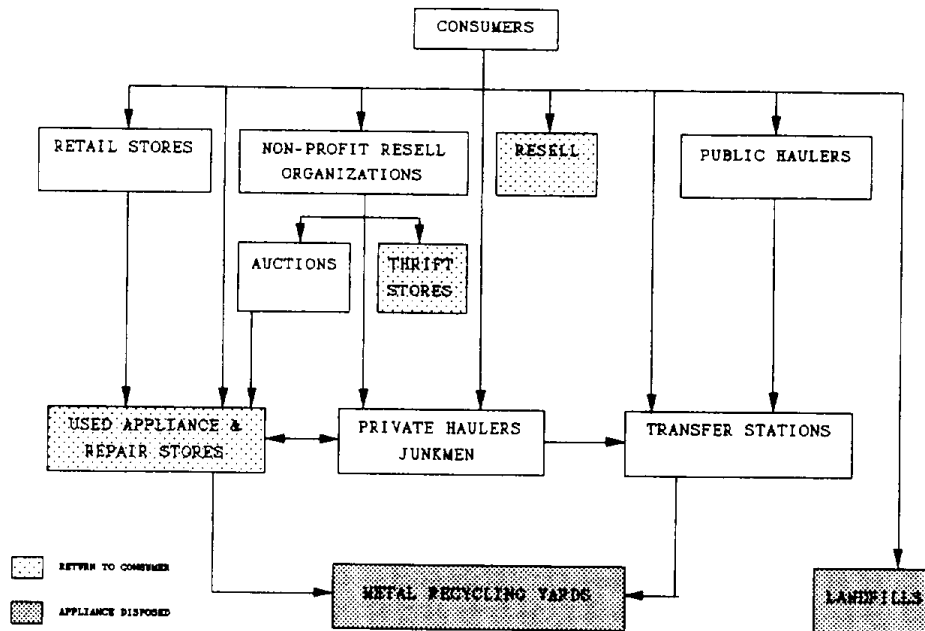 CONSUMERS
RETAIL STORES
NON-PROFIT RESELL
ORGANIZATIONS
RESELL
PUBLIC HAULERS
AUCTIONS
THRIFT
STORES
USED APPLIANCE &
REPAIR STORES
PRIVATE HAULERS
JUNKMEN
TRANSFER STATIONS
RETURN TO CONSUMER
APPLIANCE DISPOSED
METAL RECYCLING YARDS
LANDFILLS